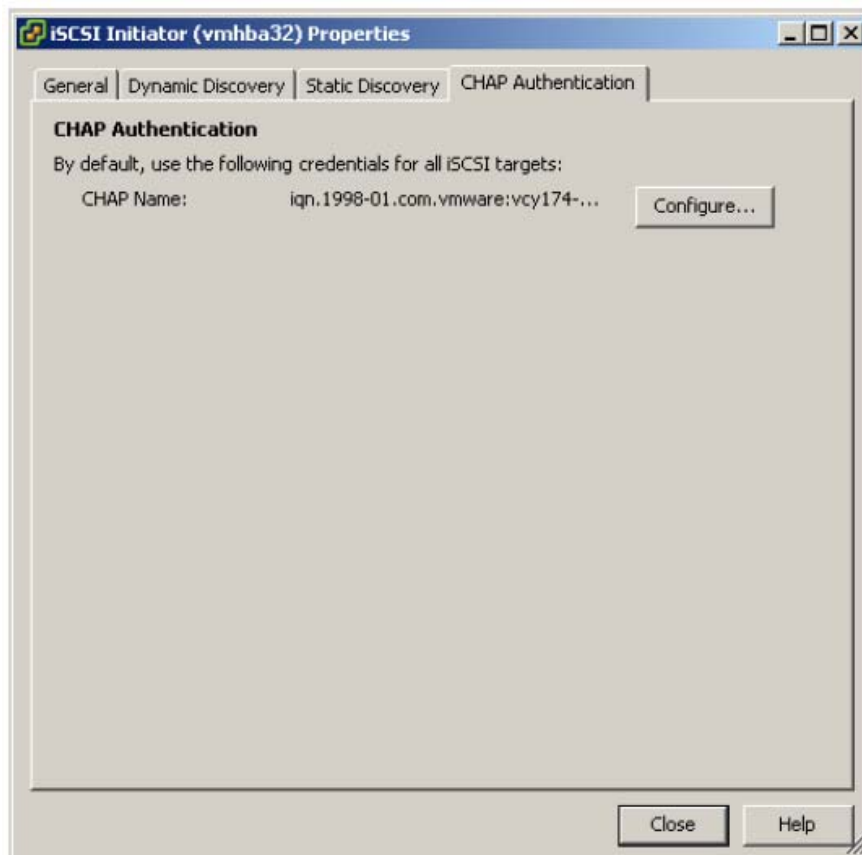 iSCSI Initiator (vmhba32) Properties
General Dynamic Discovery Static Discovery CHAP Authentication
CHAP Authentication
By default, use the following credentials for all iSCSI targets:
CHAP Name: iqn.1998-01.com.vmware:vcy174-... Configure...
Close Help